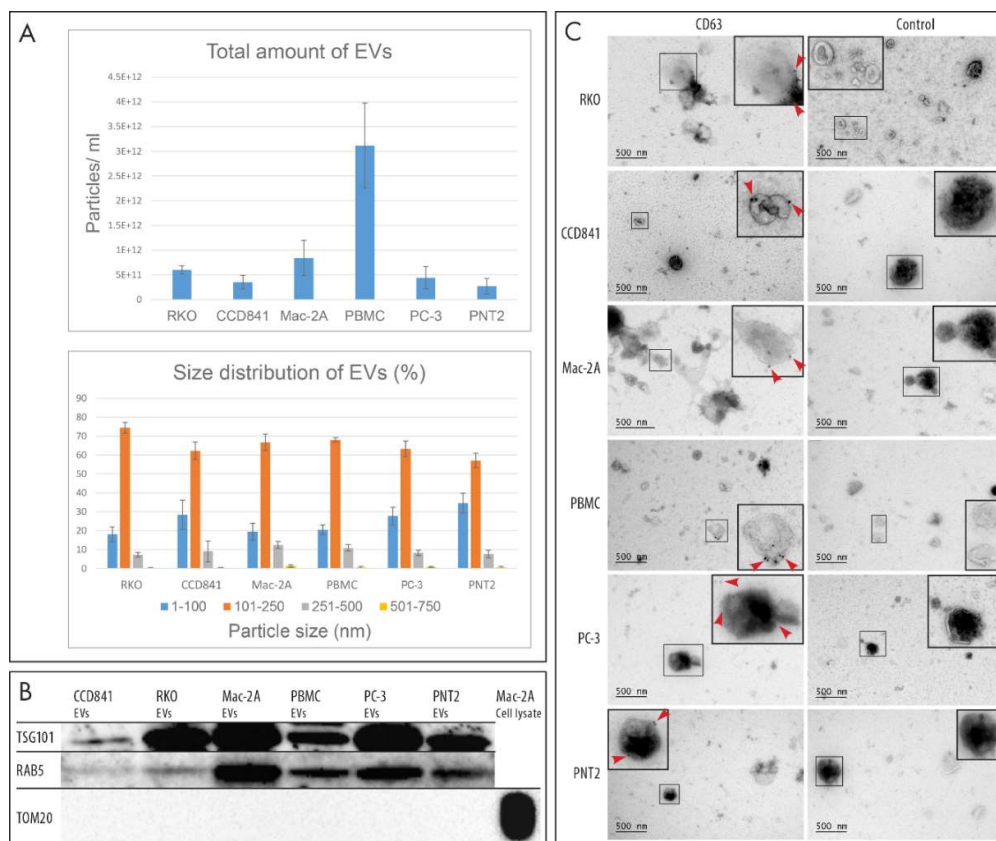 A
Total amount of EVs
Particles/ ml
4.5E+12
4E+12
3.5E+12
3E+12
2.5E+12
2E+12
1.5E+12
1E+12
5E+11
0
RKO CCD841 Mac-2A PBMC PC-3 PNT2
Size distribution of EVs (%)
90
80
70
60
50
40
30
20
10
0
RKO CCD841 Mac-2A PBMC PC-3 PNT2
1-100 101-250 251-500 501-750
Particle size (nm)
B
CCD841 RKO Mac-2A PBMC PC-3 PNT2 Mac-2A
EVs EVs EVs EVs EVs EVs Cell lysate
TSG101
RAB5
TOM20
C
CD63 Control
RKO
500 nm 500 nm
CCD841
500 nm 500 nm
Mac-2A
500 nm 500 nm
PBMC
500 nm 500 nm
PC-3
500 nm 500 nm
PNT2
500 nm 500 nm